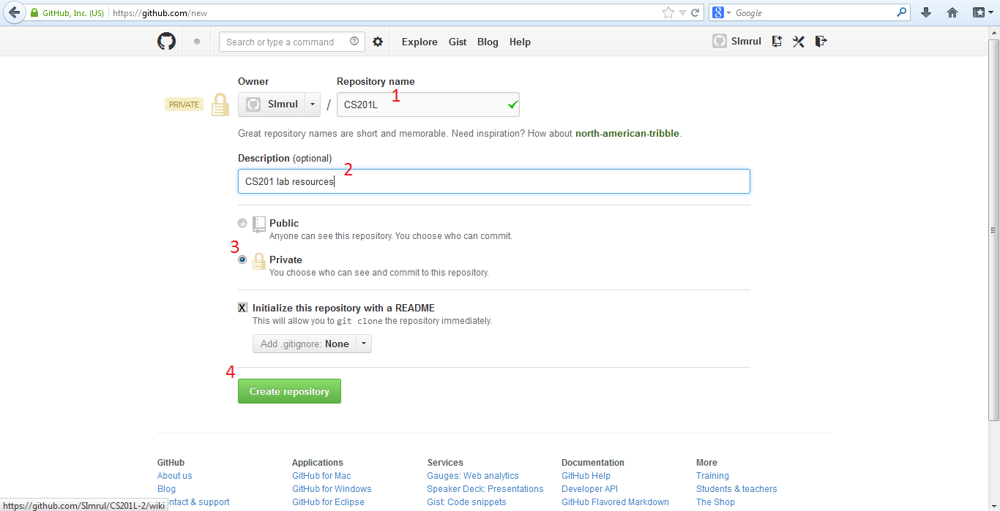 GitHub, Inc. (US) https://github.com/new
Google
Search or type a command
Explore Gist Blog Help
SImrul
Owner Repository name
1
PRIVATE SImrul / CS201L
Great repository names are short and memorable. Need inspiration? How about north-american-tribble.
Description (optional)
2
CS201 lab resources
Public
Anyone can see this repository. You choose who can commit.
3
Private
You choose who can see and commit to this repository.
X Initialize this repository with a README
This will allow you to git clone the repository immediately.
Add .gitignore: None
4
Create repository
GitHub Applications Services Documentation More
About us GitHub for Mac Gauges: Web analytics GitHub Help Training
Blog GitHub for Windows Speaker Deck: Presentations Developer API Students & teachers
ntact & support GitHub for Eclipse Gist: Code snippets GitHub Flavored Markdown The Shop
https://github.com/SImrul/CS201L-2/wiki